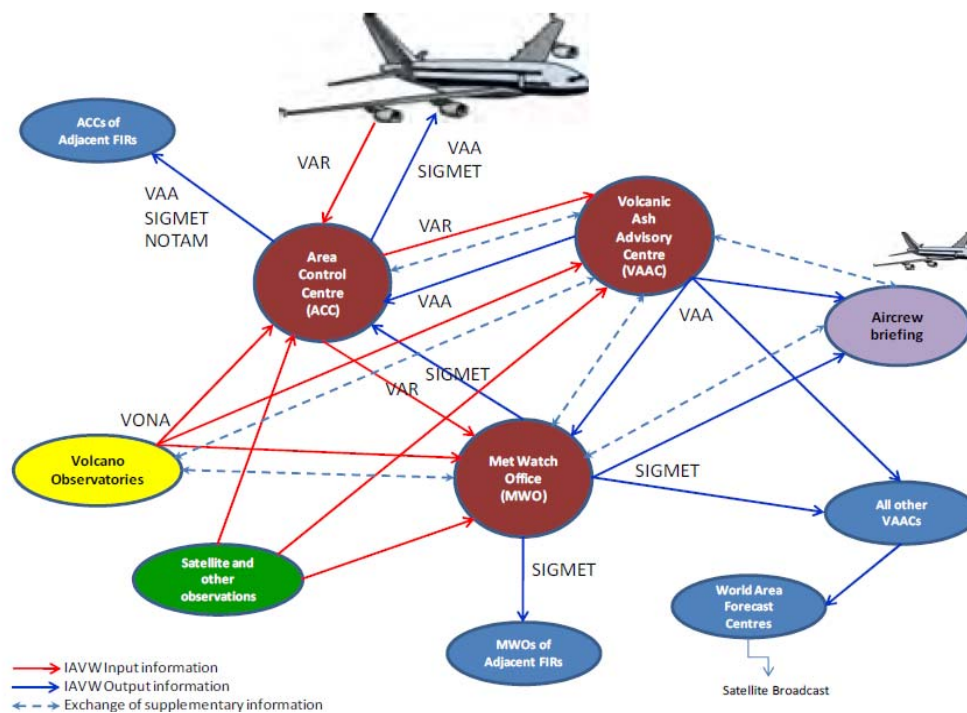 ACCs of
Adjacent FIRs
VAR
VAA
SIGMET
VAA
SIGMET
NOTAM
Area
Control
Centre
(ACC)
VAR
Volcanic
Ash
Advisory
Centre
(VAAC)
VAA
VAA
Aircrew
briefing
SIGMET
VAR
VONA
Volcano
Observatories
Met Watch
Office
(MWO)
SIGMET
All other
VAACs
Satellite and
other
observations
SIGMET
World Area
Forecast
Centres
MWOs of
Adjacent FIRs
Satellite Broadcast
IAVW Input information
IAVW Output information
Exchange of supplementary information